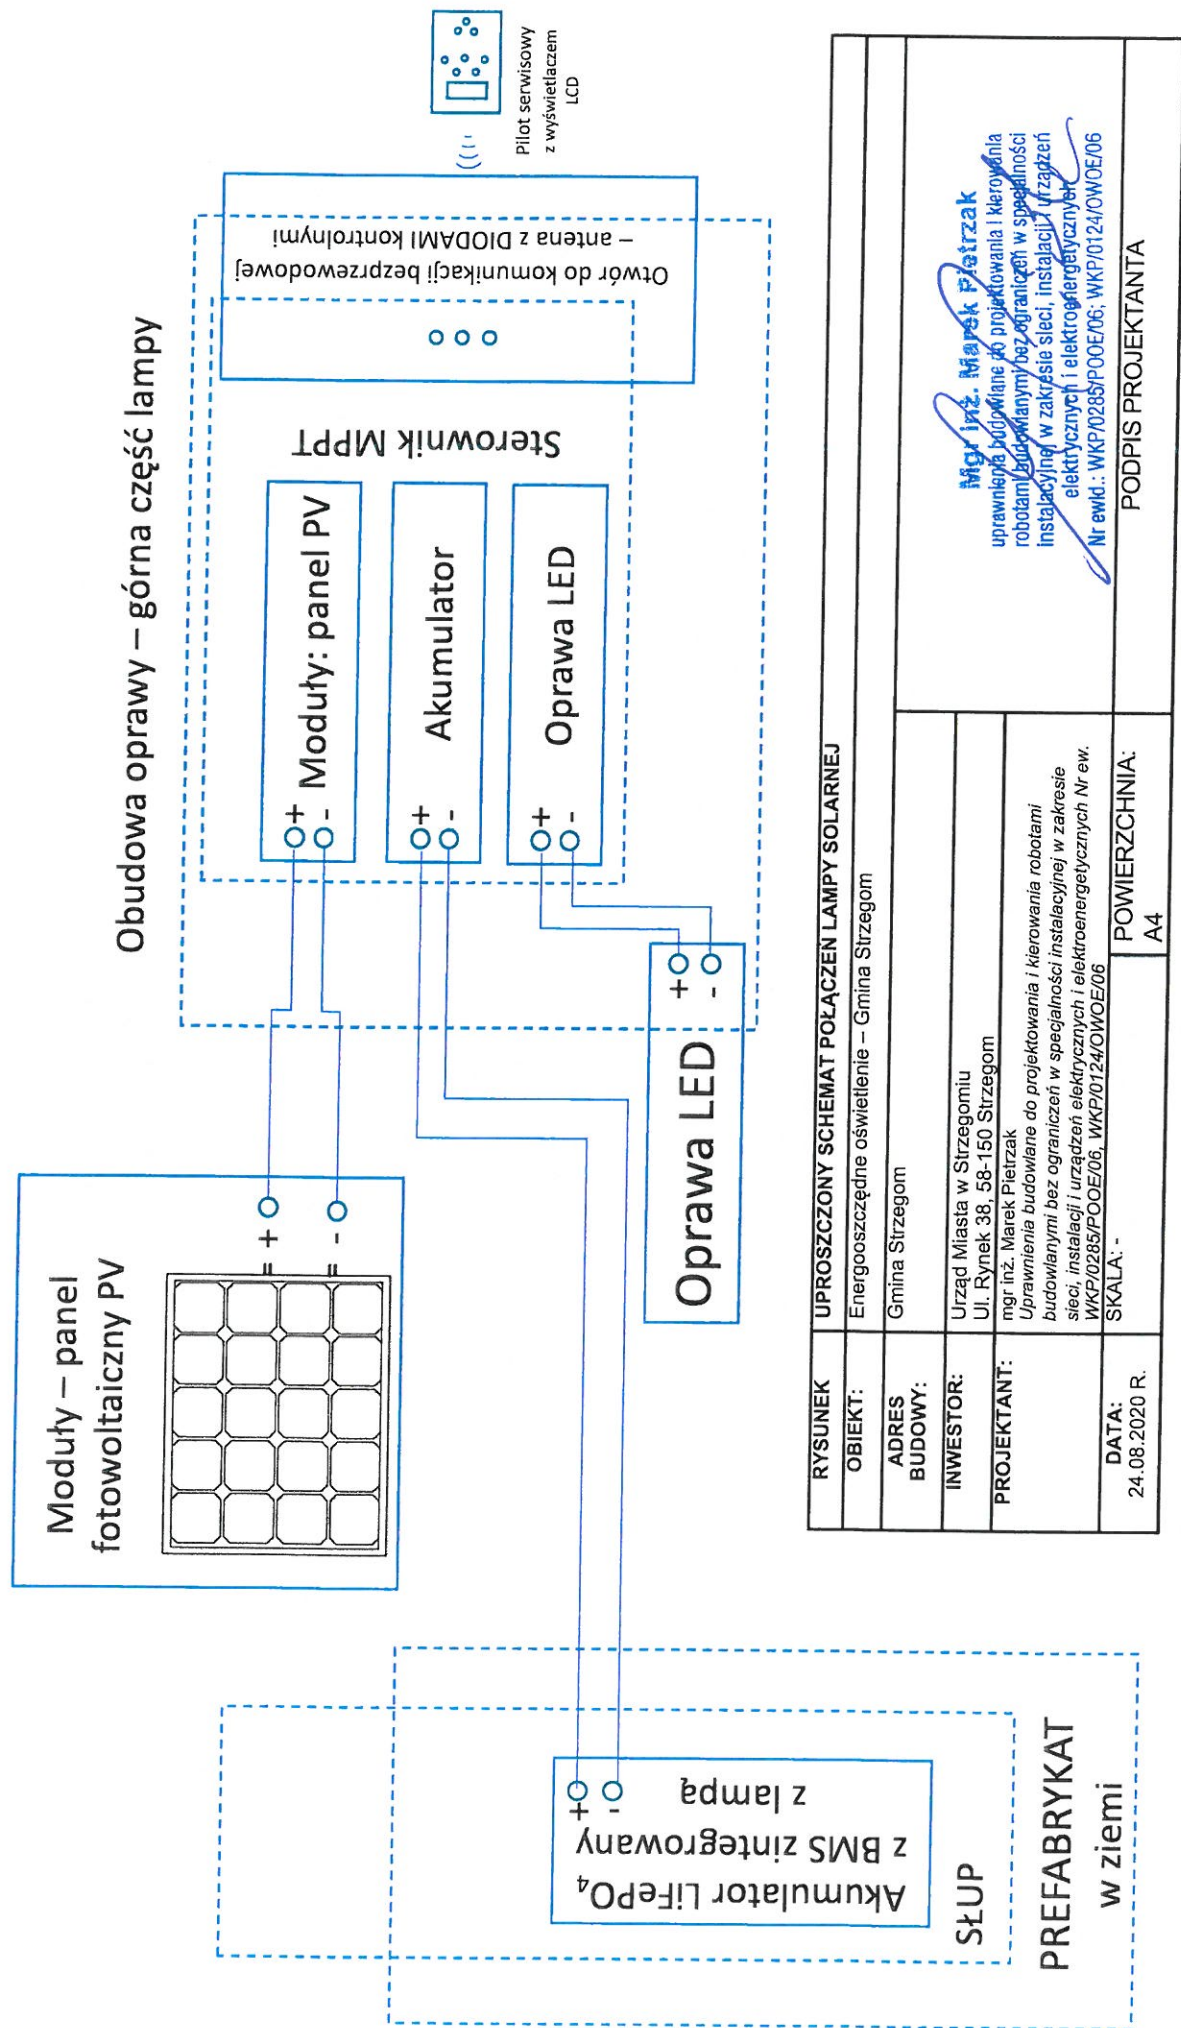 Obudowa oprawy – górna część lampy
Moduły – panel
fotowoltaiczny PV
+
-
+
- Moduły: panel PV
+
-
Akumulator
+
-
Oprawa LED
Sterownik MPPT
Otwór do komunikacji bezprzewodowej
– antena z DIODAMI kontrolnymi
Pilot serwisowy
z wyświetlaczem
LCD
Oprawa LED
+
-
Akumulator LiFePO₄
z BMS zintegrowany
z lampą
+
-
SŁUP
PREFABRYKAT
w ziemi
RYSUNEK UPROSZCZONY SCHEMAT POŁĄCZEŃ LAMPY SOLARNEJ
OBIEKT: Energooszczędne oświetlenie – Gmina Strzegom
ADRES
BUDOWY:
Gmina Strzegom
INWESTOR:
Urząd Miasta w Strzegomiu
Ul. Rynek 38, 58-150 Strzegom
PROJEKTANT:
mgr inż. Marek Pietrzak
Uprawnienia budowlane do projektowania i kierowania robotami
budowlanymi bez ograniczeń w specjalności instalacyjnej w zakresie
sieci, instalacji i urządzeń elektrycznych i elektroenergetycznych Nr ew.
WKP/0285/POOE/06, WKP/0124/OWOE/06
Mgr inż. Marek Pietrzak
uprawnienia budowlane do projektowania i kierowania
robotami budowlanymi bez ograniczeń w specjalności
instalacyjnej w zakresie sieci, instalacji i urządzeń
elektrycznych i elektroenergetycznych
Nr ewid.: WKP/0285/POOE/06; WKP/0124/OWOE/06
DATA:
24.08.2020 R.
SKALA: -
POWIERZCHNIA:
A4
PODPIS PROJEKTANTA